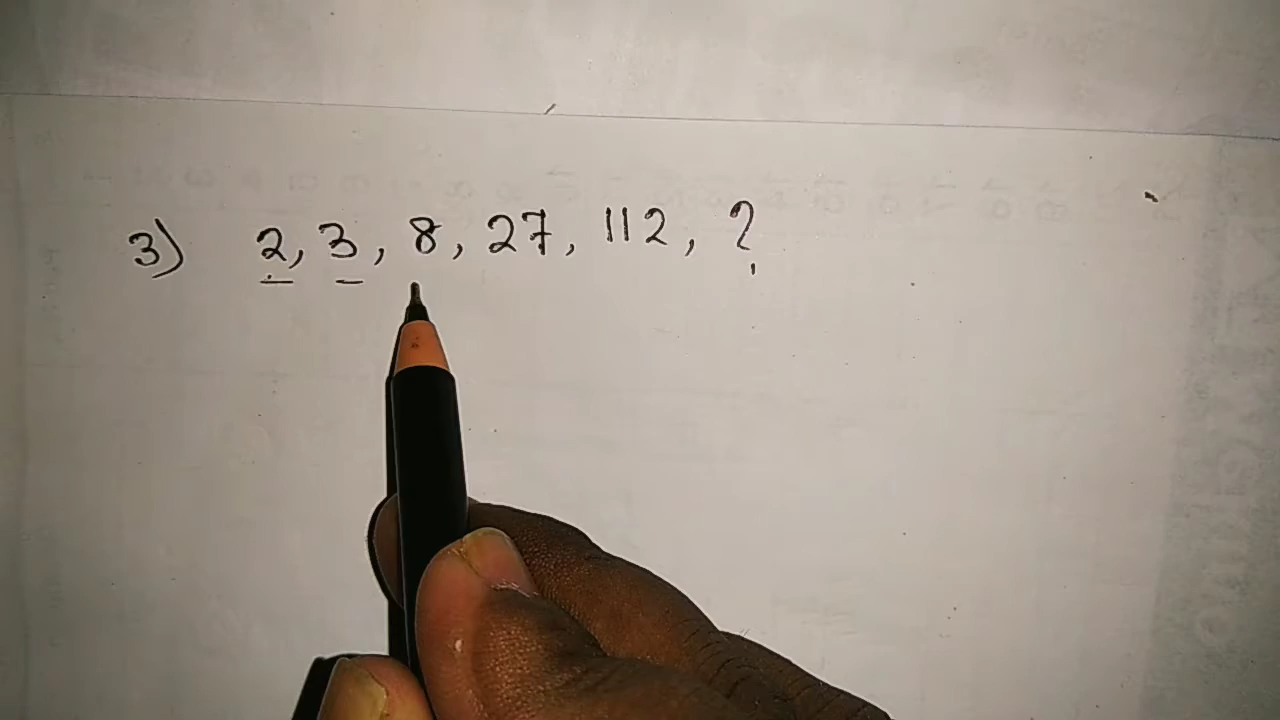 3) 2, 3, 8, 27, 112, ?